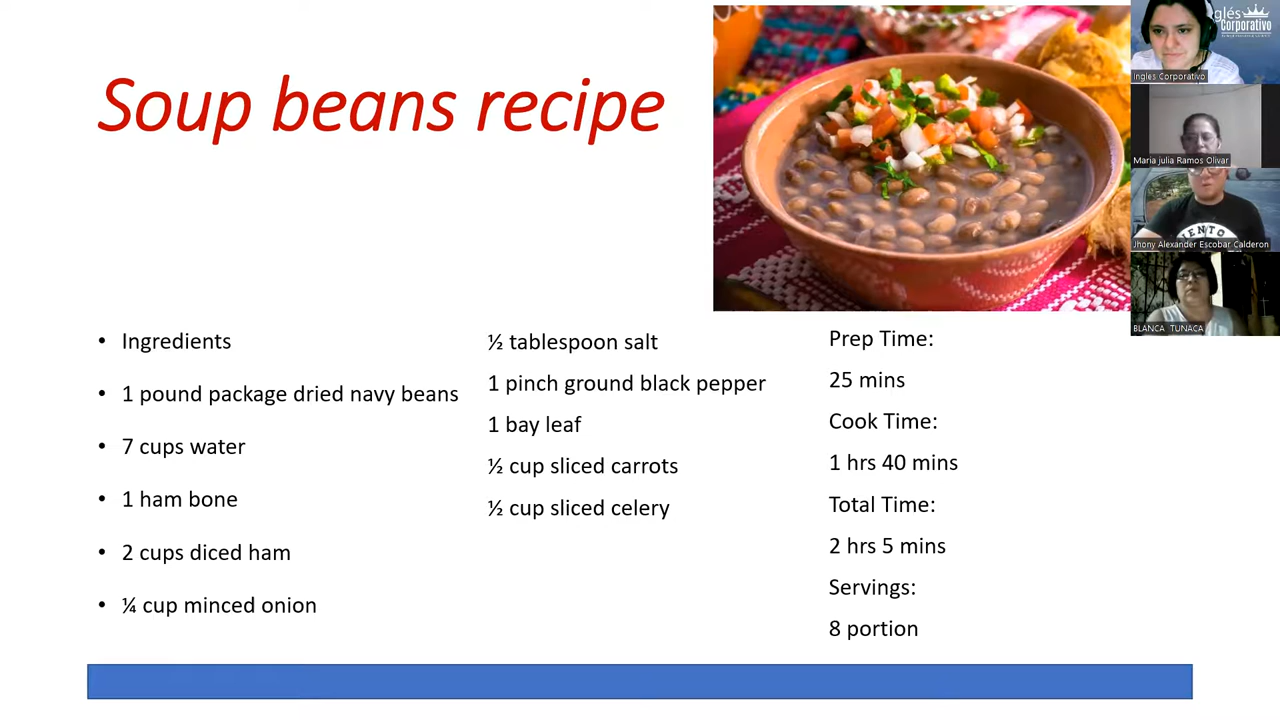 Soup beans recipe
• Ingredients
• 1 pound package dried navy beans
• 7 cups water
• 1 ham bone
• 2 cups diced ham
• ¼ cup minced onion
½ tablespoon salt
1 pinch ground black pepper
1 bay leaf
½ cup sliced carrots
½ cup sliced celery
Prep Time:
25 mins
Cook Time:
1 hrs 40 mins
Total Time:
2 hrs 5 mins
Servings:
8 portion
glés
Corporativo
Ingles Corporativo
Maria julia Ramos Olivar
IENTO
Jhony Alexander Escobar Calderon
BLANCA TUNACA